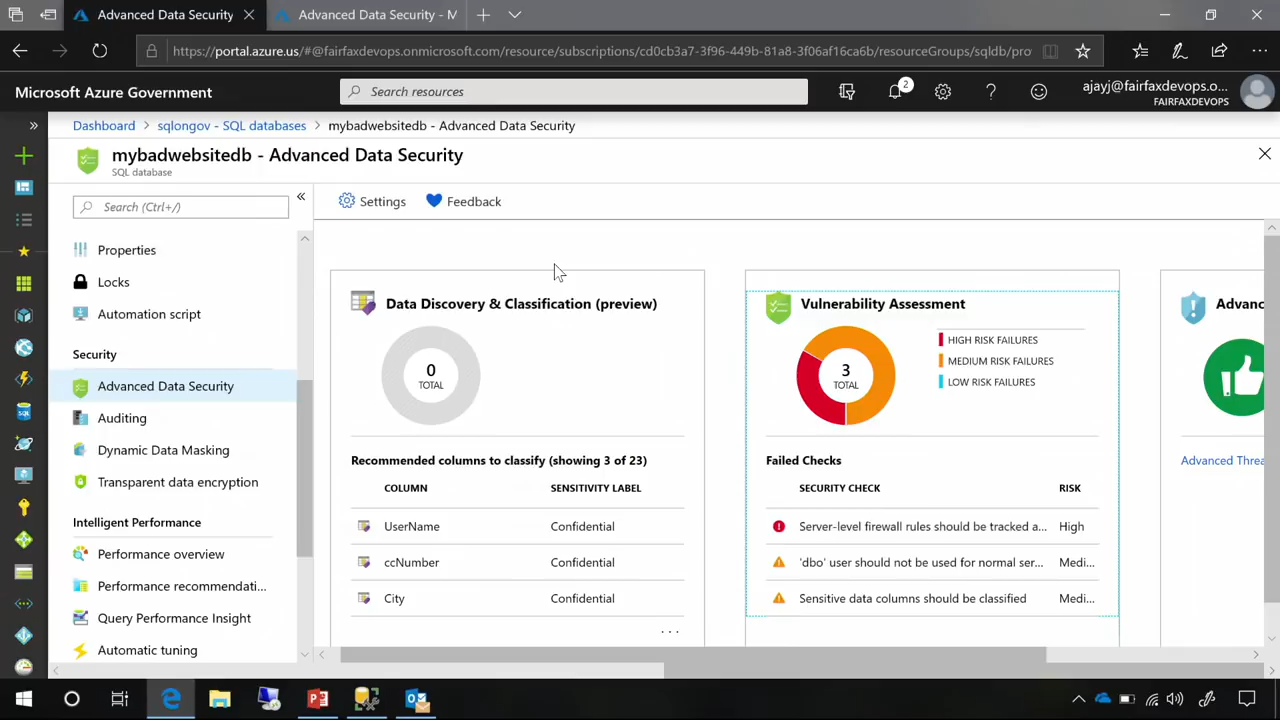 Advanced Data Security
Advanced Data Security - M
https://portal.azure.us/#@fairfaxdevops.onmicrosoft.com/resource/subscriptions/cd0cb3a7-3f96-449b-81a8-3f06af16ca6b/resourceGroups/sqldb/pro
Microsoft Azure Government
Search resources
2
ajayj@fairfaxdevops.o...
FAIRFAXDEVOPS
Dashboard > sqlongov - SQL databases > mybadwebsitedb - Advanced Data Security
mybadwebsitedb - Advanced Data Security
SQL database
Search (Ctrl+/)
Properties
Locks
Automation script
Security
Advanced Data Security
Auditing
Dynamic Data Masking
Transparent data encryption
Intelligent Performance
Performance overview
Performance recommendati...
Query Performance Insight
Automatic tuning
Settings
Feedback
Data Discovery & Classification (preview)
0
TOTAL
Recommended columns to classify (showing 3 of 23)
COLUMN SENSITIVITY LABEL
UserName Confidential
ccNumber Confidential
City Confidential
...
Vulnerability Assessment
3
TOTAL
HIGH RISK FAILURES
MEDIUM RISK FAILURES
LOW RISK FAILURES
Failed Checks
SECURITY CHECK RISK
Server-level firewall rules should be tracked a... High
'dbo' user should not be used for normal ser... Medi...
Sensitive data columns should be classified Medi...
Advanc
Advanced Threa